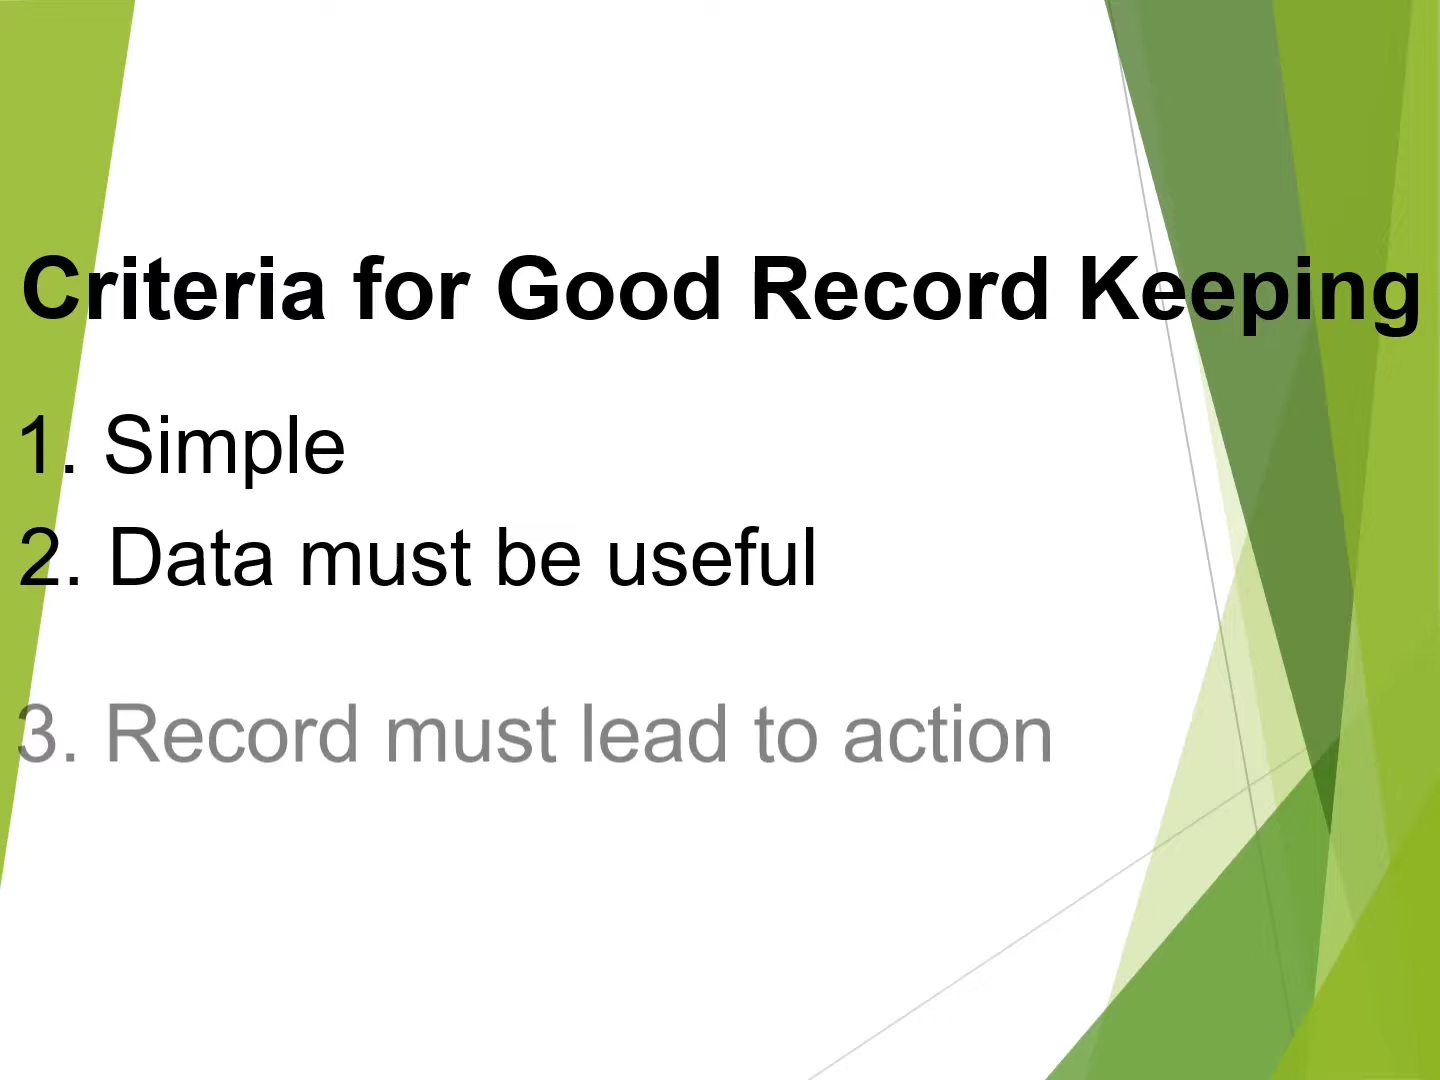 Criteria for Good Record Keeping
1. Simple
2. Data must be useful
3. Record must lead to action